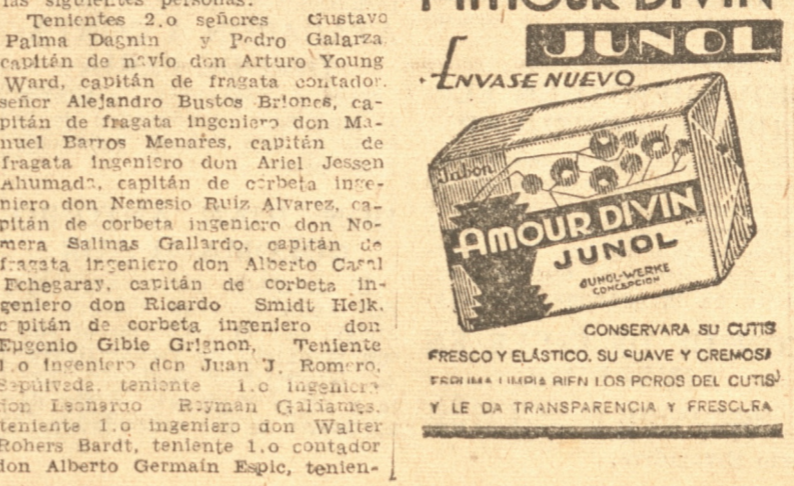 las siguientes personas:
Tenientes 2.o señores Gustavo
Palma Dagnin y Pedro Galarza
capitán de navío don Arturo Young
Ward, capitán de fragata contador.
señor Alejandro Bustos Briones, ca-
pitán de fragata ingeniero don Ma-
nuel Barros Menares, capitán de
fragata ingeniero don Ariel Jessen
Ahumada, capitán de corbeta inge-
niero don Nemesio Ruiz Alvarez, ca-
pitán de corbeta ingeniero don No-
mera Salinas Gallardo, capitán de
fragata ingeniero don Alberto Casal
Echegaray, capitán de corbeta in-
geniero don Ricardo Smidt Hejk.
c pitán de corbeta ingeniero don
Eugenio Gibie Grignon, Teniente
1.o ingeniero don Juan J. Romero,
Sepúlveda, teniente 1.o ingeniero
don Leonardo Rayman Galdames.
teniente 1.o ingeniero don Walter
Rohers Bardt, teniente 1.o contador
don Alberto Germaín Espic, tenien-
AMOUR DIVIN
JUNOL
ENVASE NUEVO
Jabon
AMOUR DIVIN
M.C.
JUNOL
JUNOL-WERKE
CONCEPCION
CONSERVARA SU CUTIS
FRESCO Y ELÁSTICO. SU SUAVE Y CREMOSA
ESPUMA LIMPIA BIEN LOS POROS DEL CUTIS
Y LE DA TRANSPARENCIA Y FRESCURA